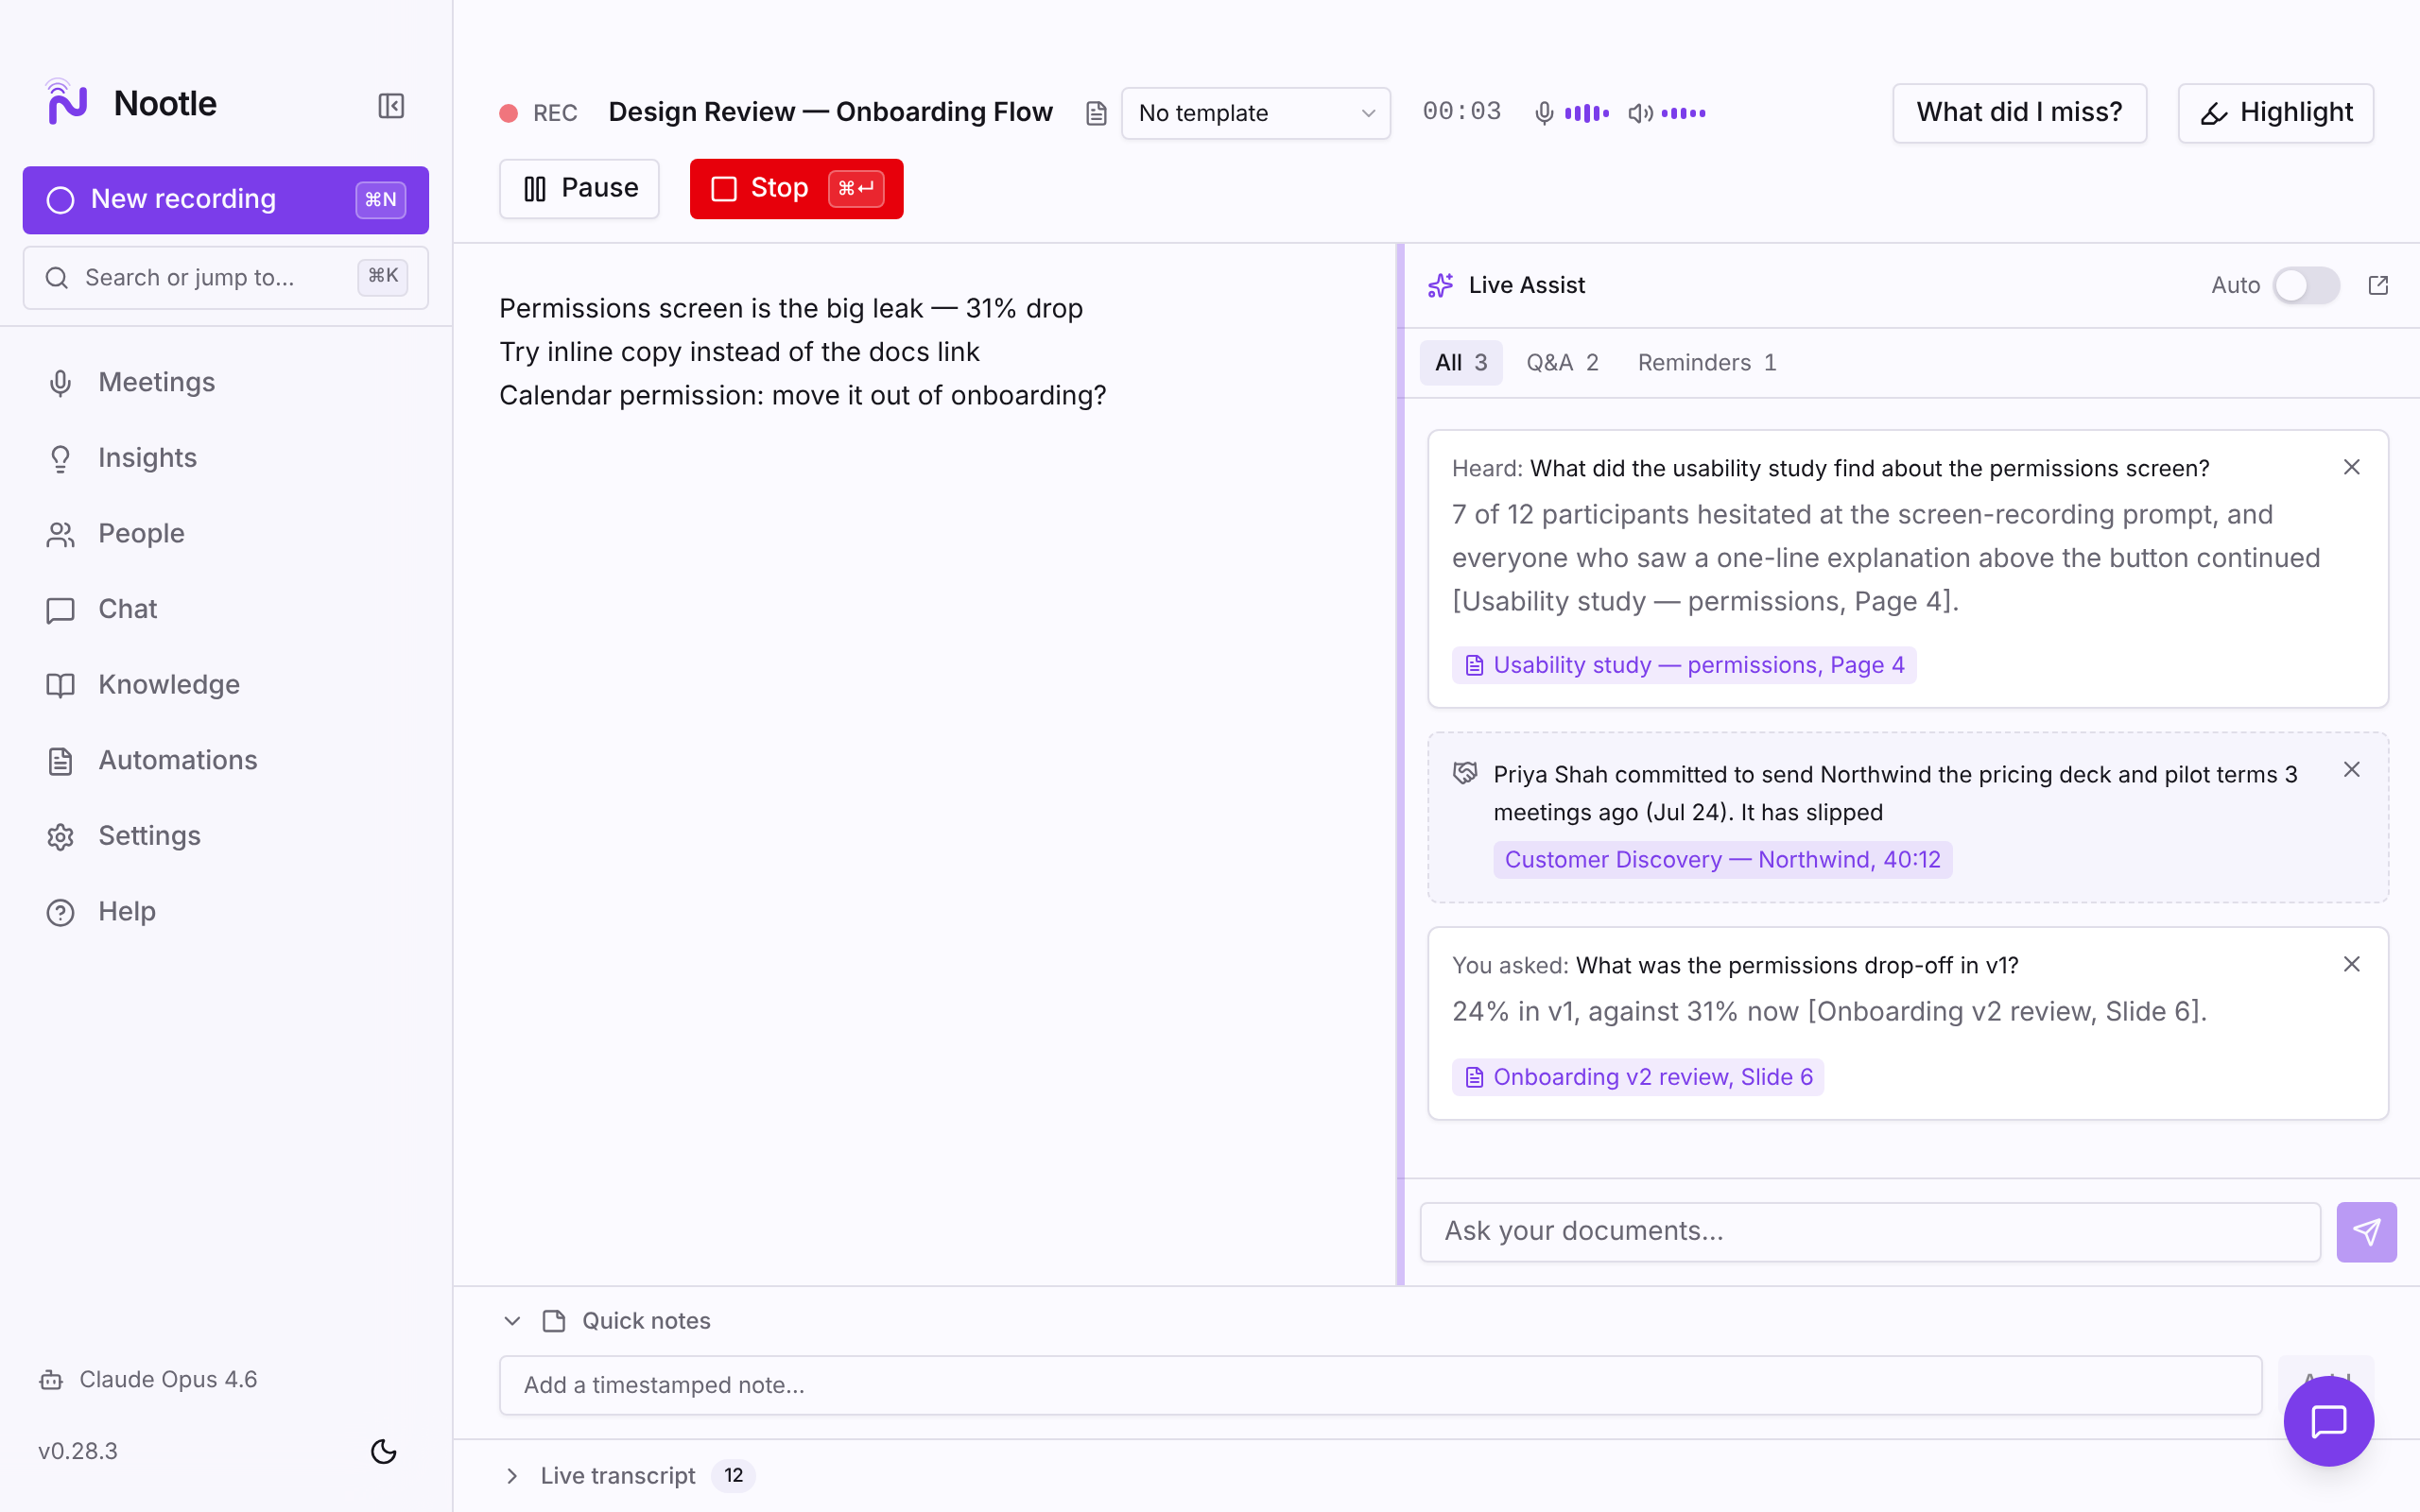 Nootle
New recording ⌘N
Search or jump to... ⌘K
Meetings
Insights
People
Chat
Knowledge
Automations
Settings
Help
Claude Opus 4.6
v0.28.3
REC Design Review — Onboarding Flow No template 00:03 What did I miss? Highlight
Pause Stop ⌘↵
Permissions screen is the big leak — 31% drop
Try inline copy instead of the docs link
Calendar permission: move it out of onboarding?
Live Assist Auto
All 3 Q&A 2 Reminders 1
Heard: What did the usability study find about the permissions screen?
7 of 12 participants hesitated at the screen-recording prompt, and
everyone who saw a one-line explanation above the button continued
[Usability study — permissions, Page 4].
Usability study — permissions, Page 4
Priya Shah committed to send Northwind the pricing deck and pilot terms 3
meetings ago (Jul 24). It has slipped
Customer Discovery — Northwind, 40:12
You asked: What was the permissions drop-off in v1?
24% in v1, against 31% now [Onboarding v2 review, Slide 6].
Onboarding v2 review, Slide 6
Ask your documents...
Quick notes
Add a timestamped note...
Live transcript 12